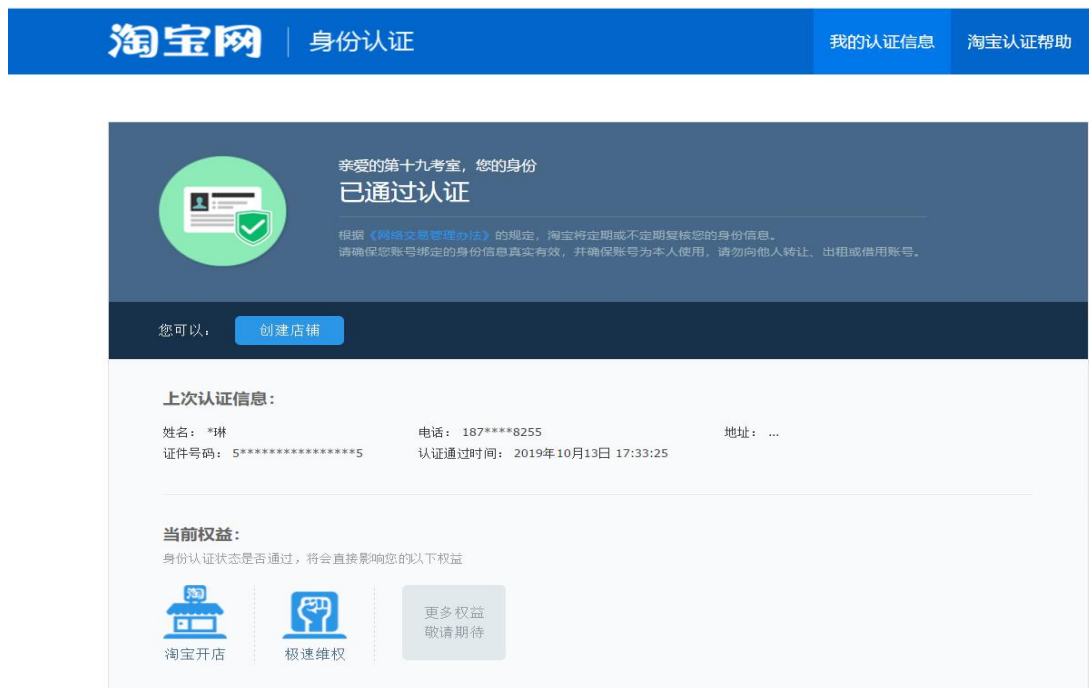 淘宝网 身份认证 我的认证信息 淘宝认证帮助
亲爱的第十九考室，您的身份
已通过认证
根据《网络交易管理办法》的规定，淘宝将定期或不定期复核您的身份信息。
请确保您账号绑定的身份信息真实有效，并确保账号为本人使用，请勿向他人转让、出租或借用账号。
您可以： 创建店铺
上次认证信息：
姓名： *琳 电话： 187****8255 地址： ...
证件号码： 5****************5 认证通过时间： 2019年10月13日 17:33:25
当前权益：
身份认证状态是否通过，将会直接影响您的以下权益
淘
更多权益
敬请期待
淘宝开店 极速维权